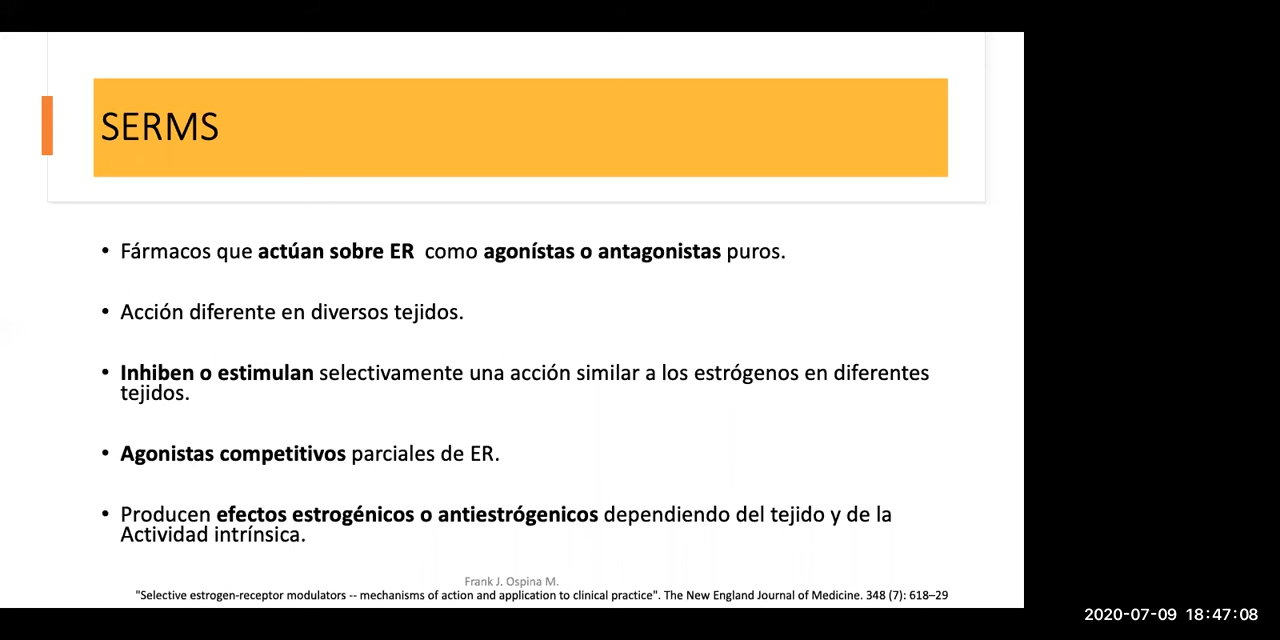 SERMS
• Fármacos que actúan sobre ER como agonístas o antagonistas puros.
• Acción diferente en diversos tejidos.
• Inhiben o estimulan selectivamente una acción similar a los estrógenos en diferentes
tejidos.
• Agonistas competitivos parciales de ER.
• Producen efectos estrogénicos o antiestrógenicos dependiendo del tejido y de la
Actividad intrínsica.
Frank J. Ospina M.
"Selective estrogen-receptor modulators -- mechanisms of action and application to clinical practice". The New England Journal of Medicine. 348 (7): 618–29
2020-07-09 18:47:08